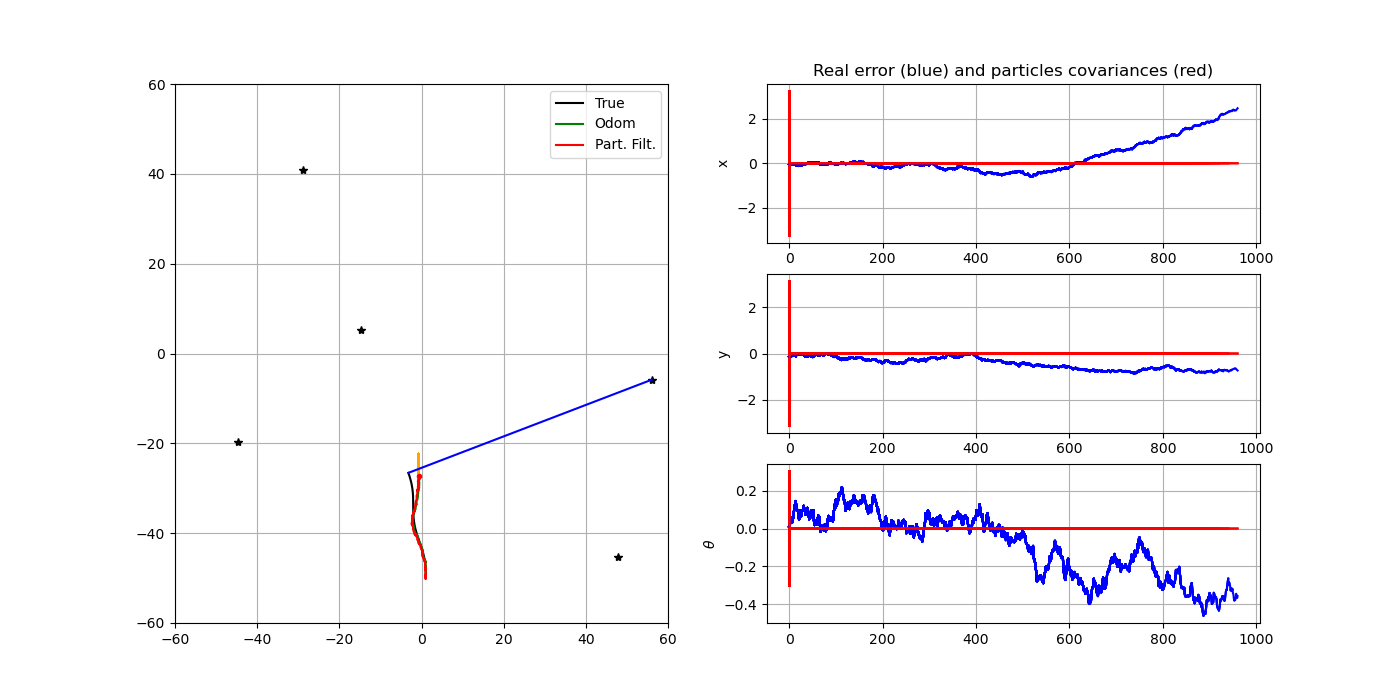 60
40
20
0
−20
−40
−60
−60 −40 −20 0 20 40 60
True
Odom
Part. Filt.
Real error (blue) and particles covariances (red)
x
2
0
−2
0 200 400 600 800 1000
y
2
0
−2
0 200 400 600 800 1000
θ
0.2
0.0
−0.2
−0.4
0 200 400 600 800 1000